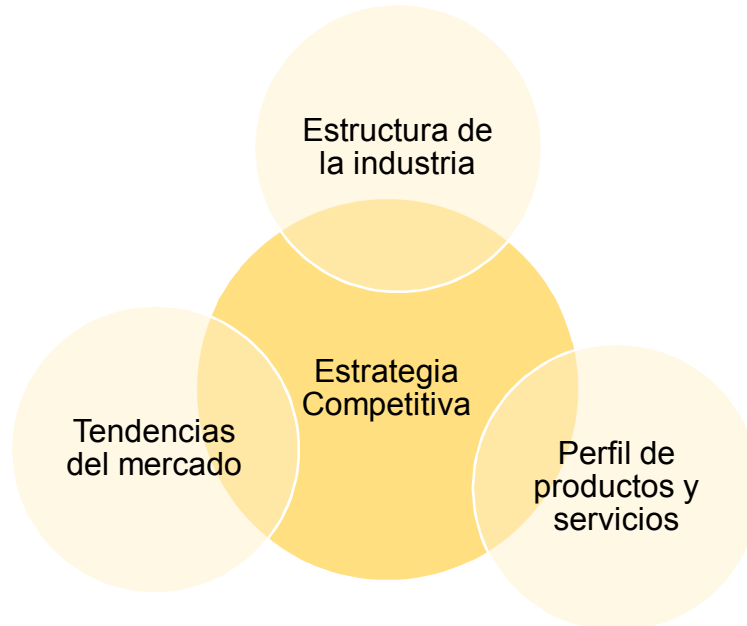 Estructura de
la industria
Estrategia
Competitiva
Tendencias
del mercado
Perfil de
productos y
servicios